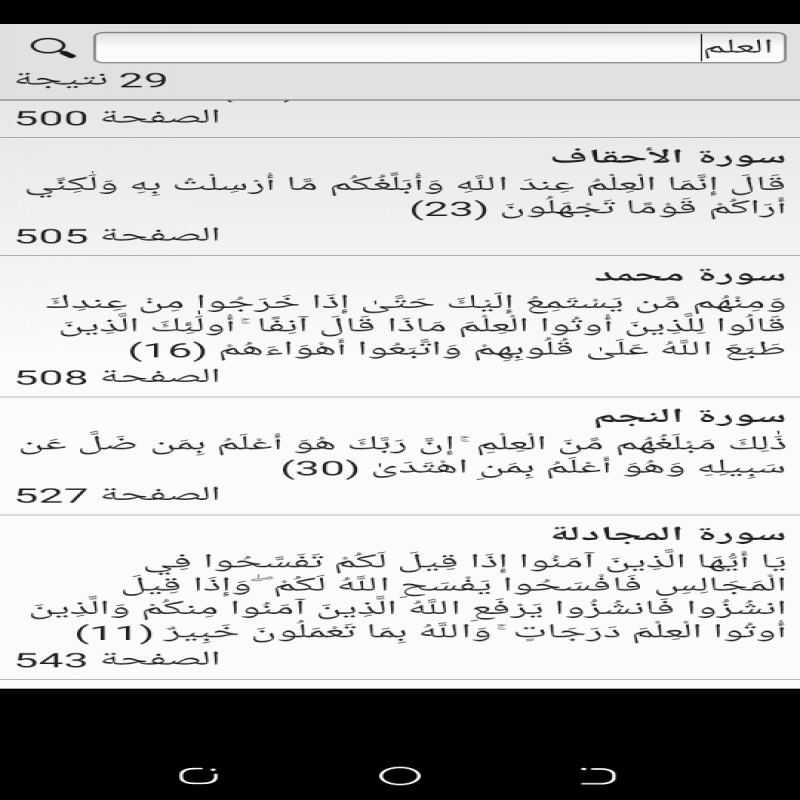 العلم
29 نتيجة
الصفحة 500
سورة الأحقاف
قَالَ إِنَّمَا الْعِلْمُ عِندَ اللَّهِ وَأُبَلِّغُكُم مَّا أُرْسِلْتُ بِهِ وَلَٰكِنِّي
أَرَاكُمْ قَوْمًا تَجْهَلُونَ (23)
الصفحة 505
سورة محمد
وَمِنْهُم مَّن يَسْتَمِعُ إِلَيْكَ حَتَّىٰ إِذَا خَرَجُوا مِنْ عِندِكَ
قَالُوا لِلَّذِينَ أُوتُوا الْعِلْمَ مَاذَا قَالَ آنِفًا ۚ أُولَٰئِكَ الَّذِينَ
طَبَعَ اللَّهُ عَلَىٰ قُلُوبِهِمْ وَاتَّبَعُوا أَهْوَاءَهُمْ (16)
الصفحة 508
سورة النجم
ذَٰلِكَ مَبْلَغُهُم مِّنَ الْعِلْمِ ۚ إِنَّ رَبَّكَ هُوَ أَعْلَمُ بِمَن ضَلَّ عَن
سَبِيلِهِ وَهُوَ أَعْلَمُ بِمَنِ اهْتَدَىٰ (30)
الصفحة 527
سورة المجادلة
يَا أَيُّهَا الَّذِينَ آمَنُوا إِذَا قِيلَ لَكُمْ تَفَسَّحُوا فِي
الْمَجَالِسِ فَافْسَحُوا يَفْسَحِ اللَّهُ لَكُمْ ۖ وَإِذَا قِيلَ
انشُزُوا فَانشُزُوا يَرْفَعِ اللَّهُ الَّذِينَ آمَنُوا مِنكُمْ وَالَّذِينَ
أُوتُوا الْعِلْمَ دَرَجَاتٍ ۚ وَاللَّهُ بِمَا تَعْمَلُونَ خَبِيرٌ (11)
الصفحة 543